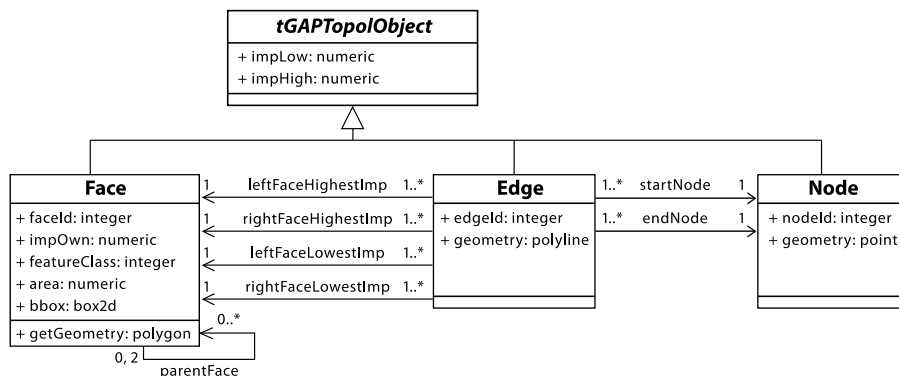 tGAPTopolObject
+ impLow: numeric
+ impHigh: numeric
Face
+ faceId: integer
+ impOwn: numeric
+ featureClass: integer
+ area: numeric
+ bbox: box2d
+ getGeometry: polygon
1 leftFaceHighestImp 1..*
1 rightFaceHighestImp 1..*
1 leftFaceLowestImp 1..*
1 rightFaceLowestImp 1..*
0..*
0, 2
parentFace
Edge
+ edgeId: integer
+ geometry: polyline
1..* startNode 1
1..* endNode 1
Node
+ nodeId: integer
+ geometry: point